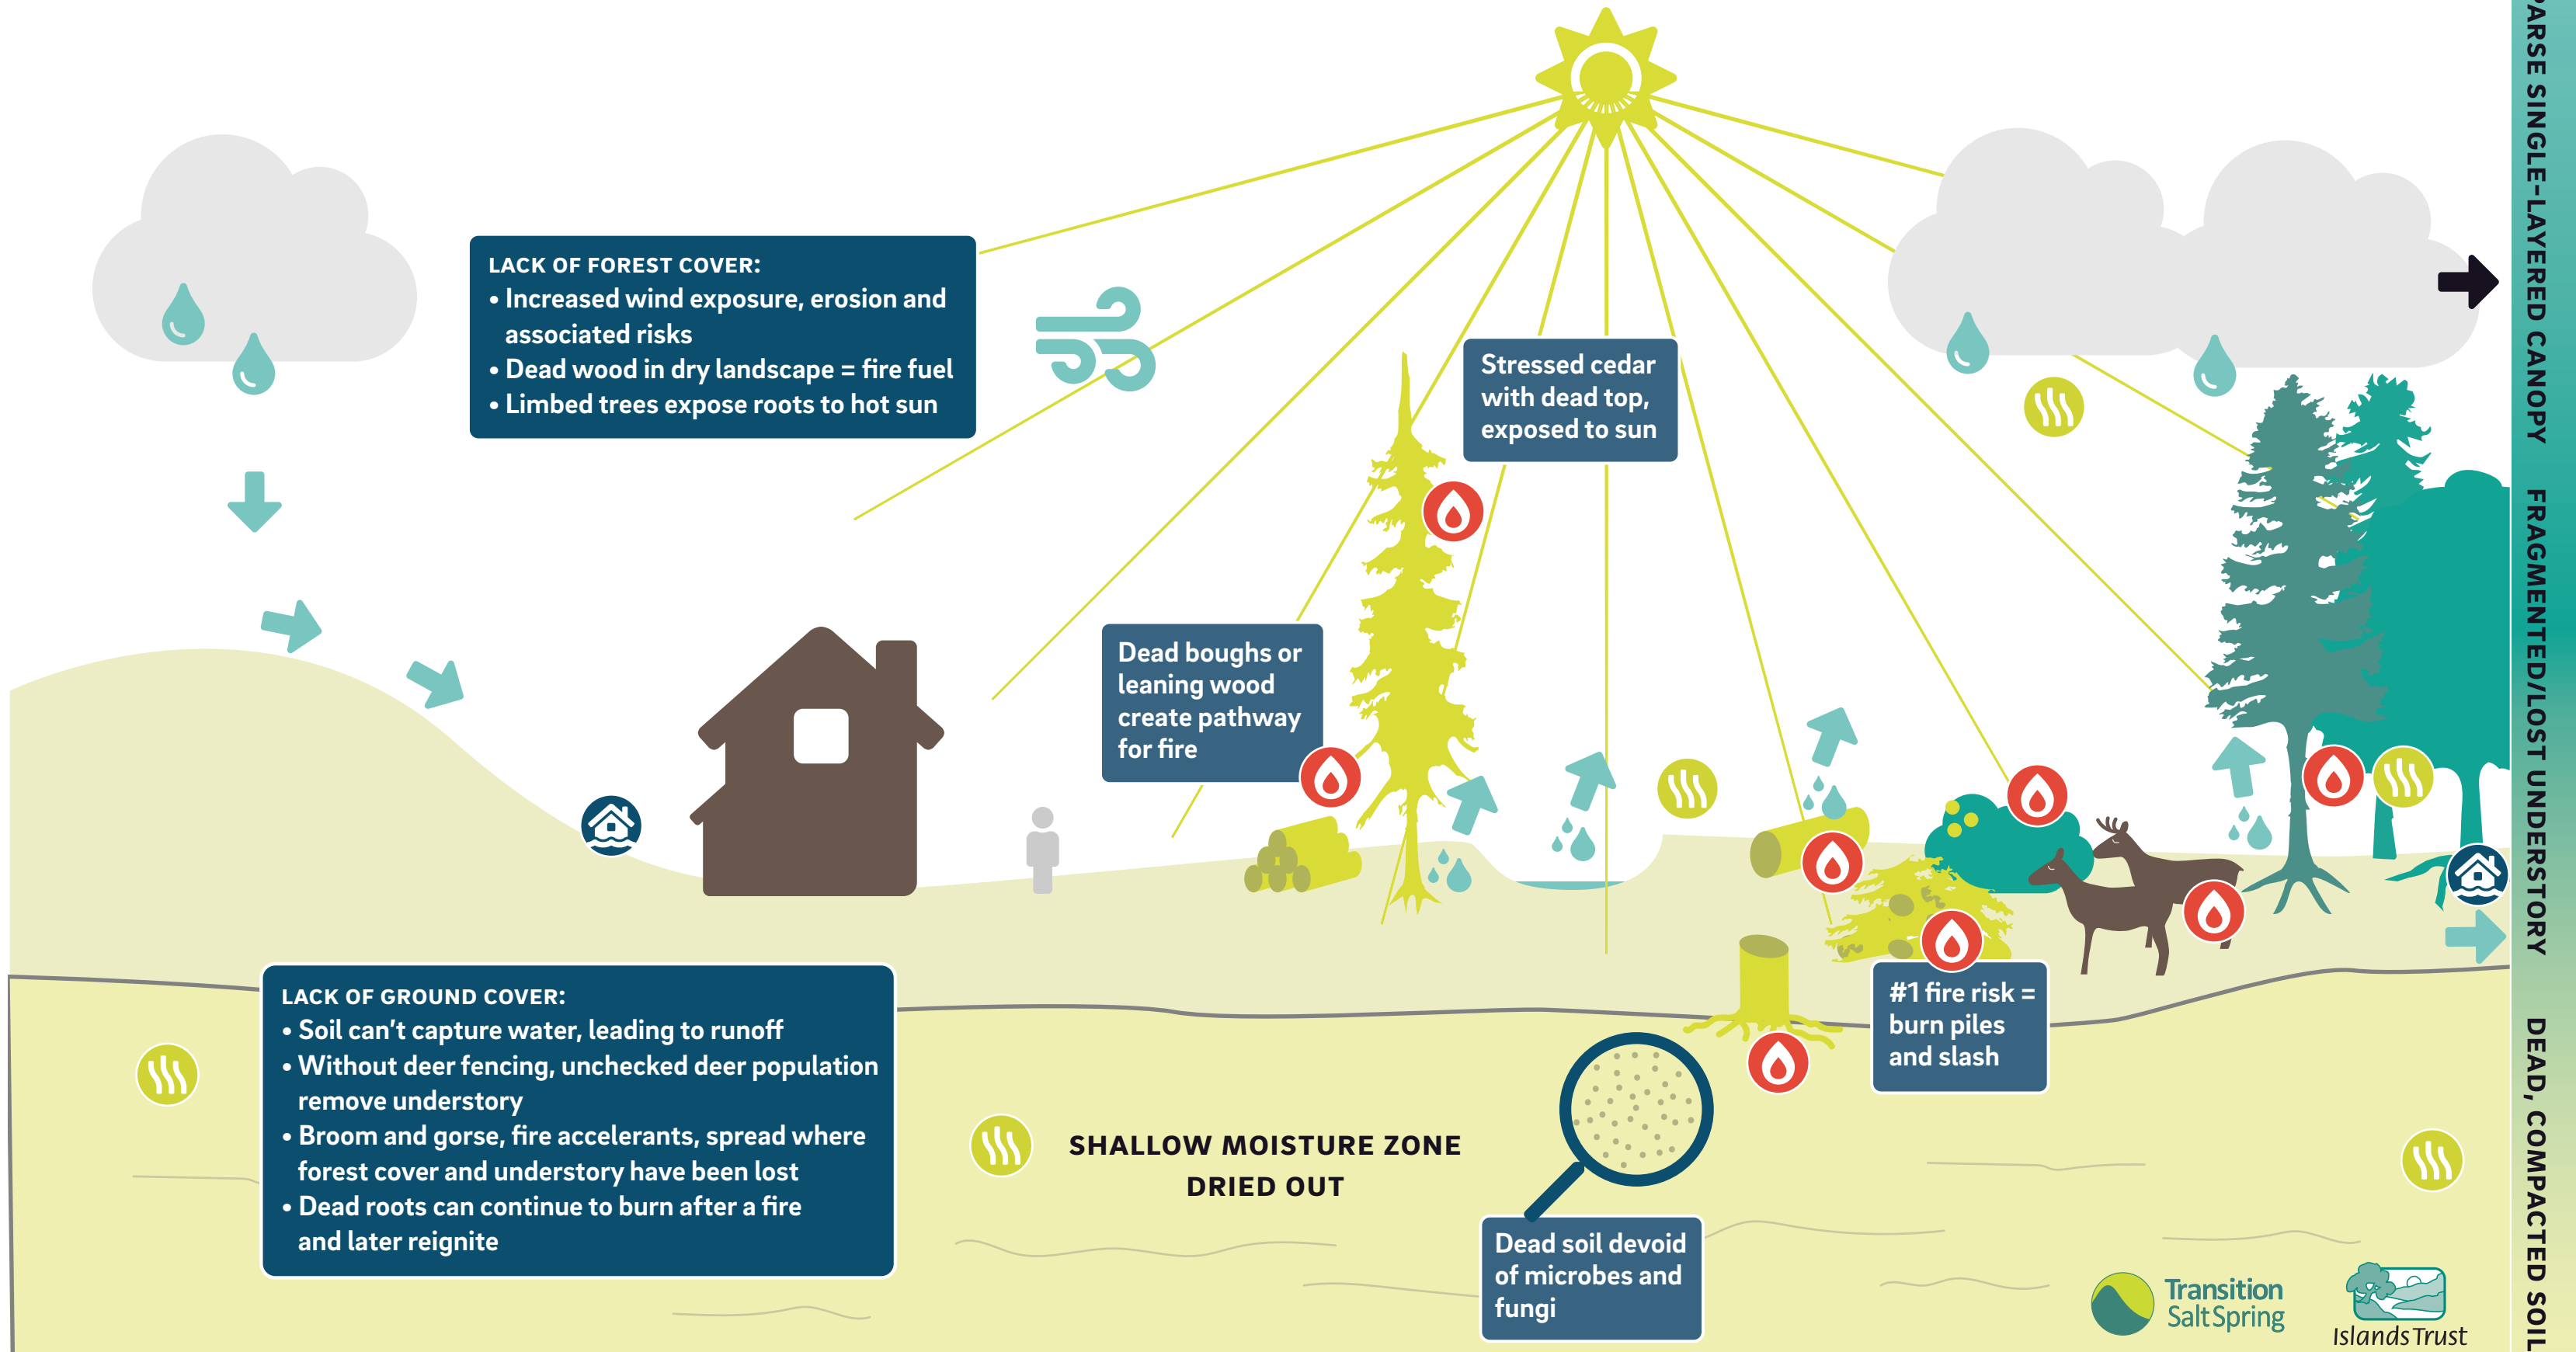 LACK OF FOREST COVER:
• Increased wind exposure, erosion and
associated risks
• Dead wood in dry landscape = fire fuel
• Limbed trees expose roots to hot sun
Stressed cedar
with dead top,
exposed to sun
Dead boughs or
leaning wood
create pathway
for fire
#1 fire risk =
burn piles
and slash
LACK OF GROUND COVER:
• Soil can’t capture water, leading to runoff
• Without deer fencing, unchecked deer population
remove understory
• Broom and gorse, fire accelerants, spread where
forest cover and understory have been lost
• Dead roots can continue to burn after a fire
and later reignite
SHALLOW MOISTURE ZONE
DRIED OUT
Dead soil devoid
of microbes and
fungi
Transition
Salt Spring
Islands Trust
PARSE SINGLE-LAYERED CANOPY
FRAGMENTED/LOST UNDERSTORY
DEAD, COMPACTED SOIL